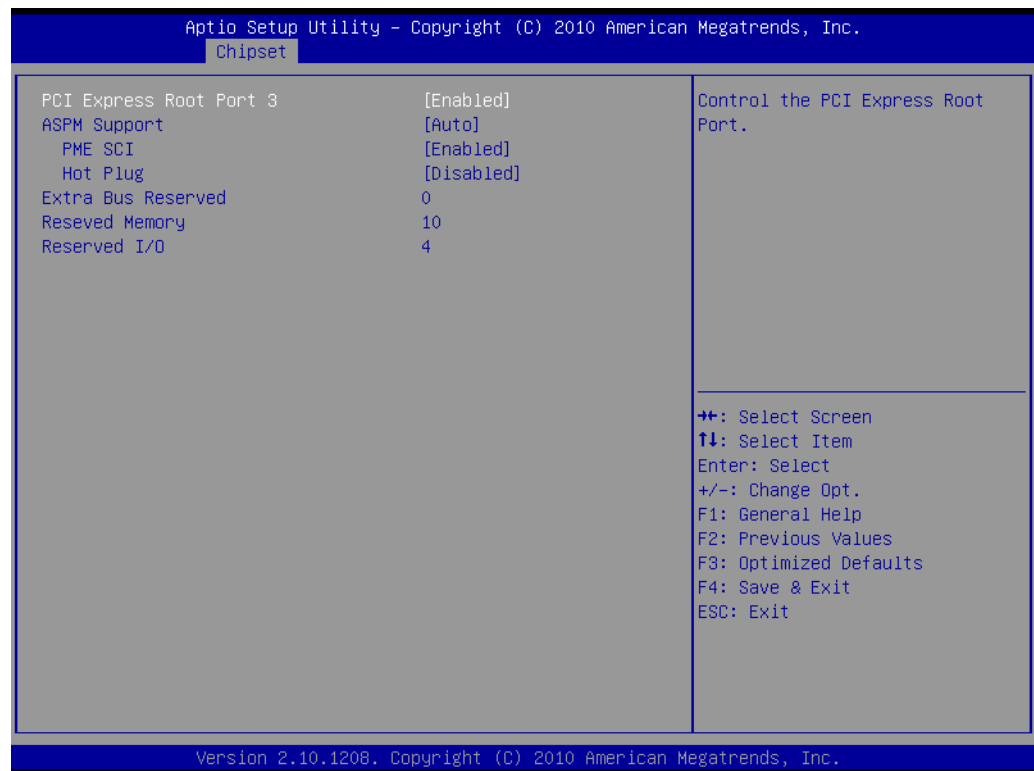 Aptio Setup Utility – Copyright (C) 2010 American Megatrends, Inc.
Chipset
PCI Express Root Port 3 [Enabled]
ASPM Support [Auto]
PME SCI [Enabled]
Hot Plug [Disabled]
Extra Bus Reserved 0
Reseved Memory 10
Reserved I/O 4
Control the PCI Express Root
Port.
→←: Select Screen
↑↓: Select Item
Enter: Select
+/-: Change Opt.
F1: General Help
F2: Previous Values
F3: Optimized Defaults
F4: Save & Exit
ESC: Exit
Version 2.10.1208. Copyright (C) 2010 American Megatrends, Inc.